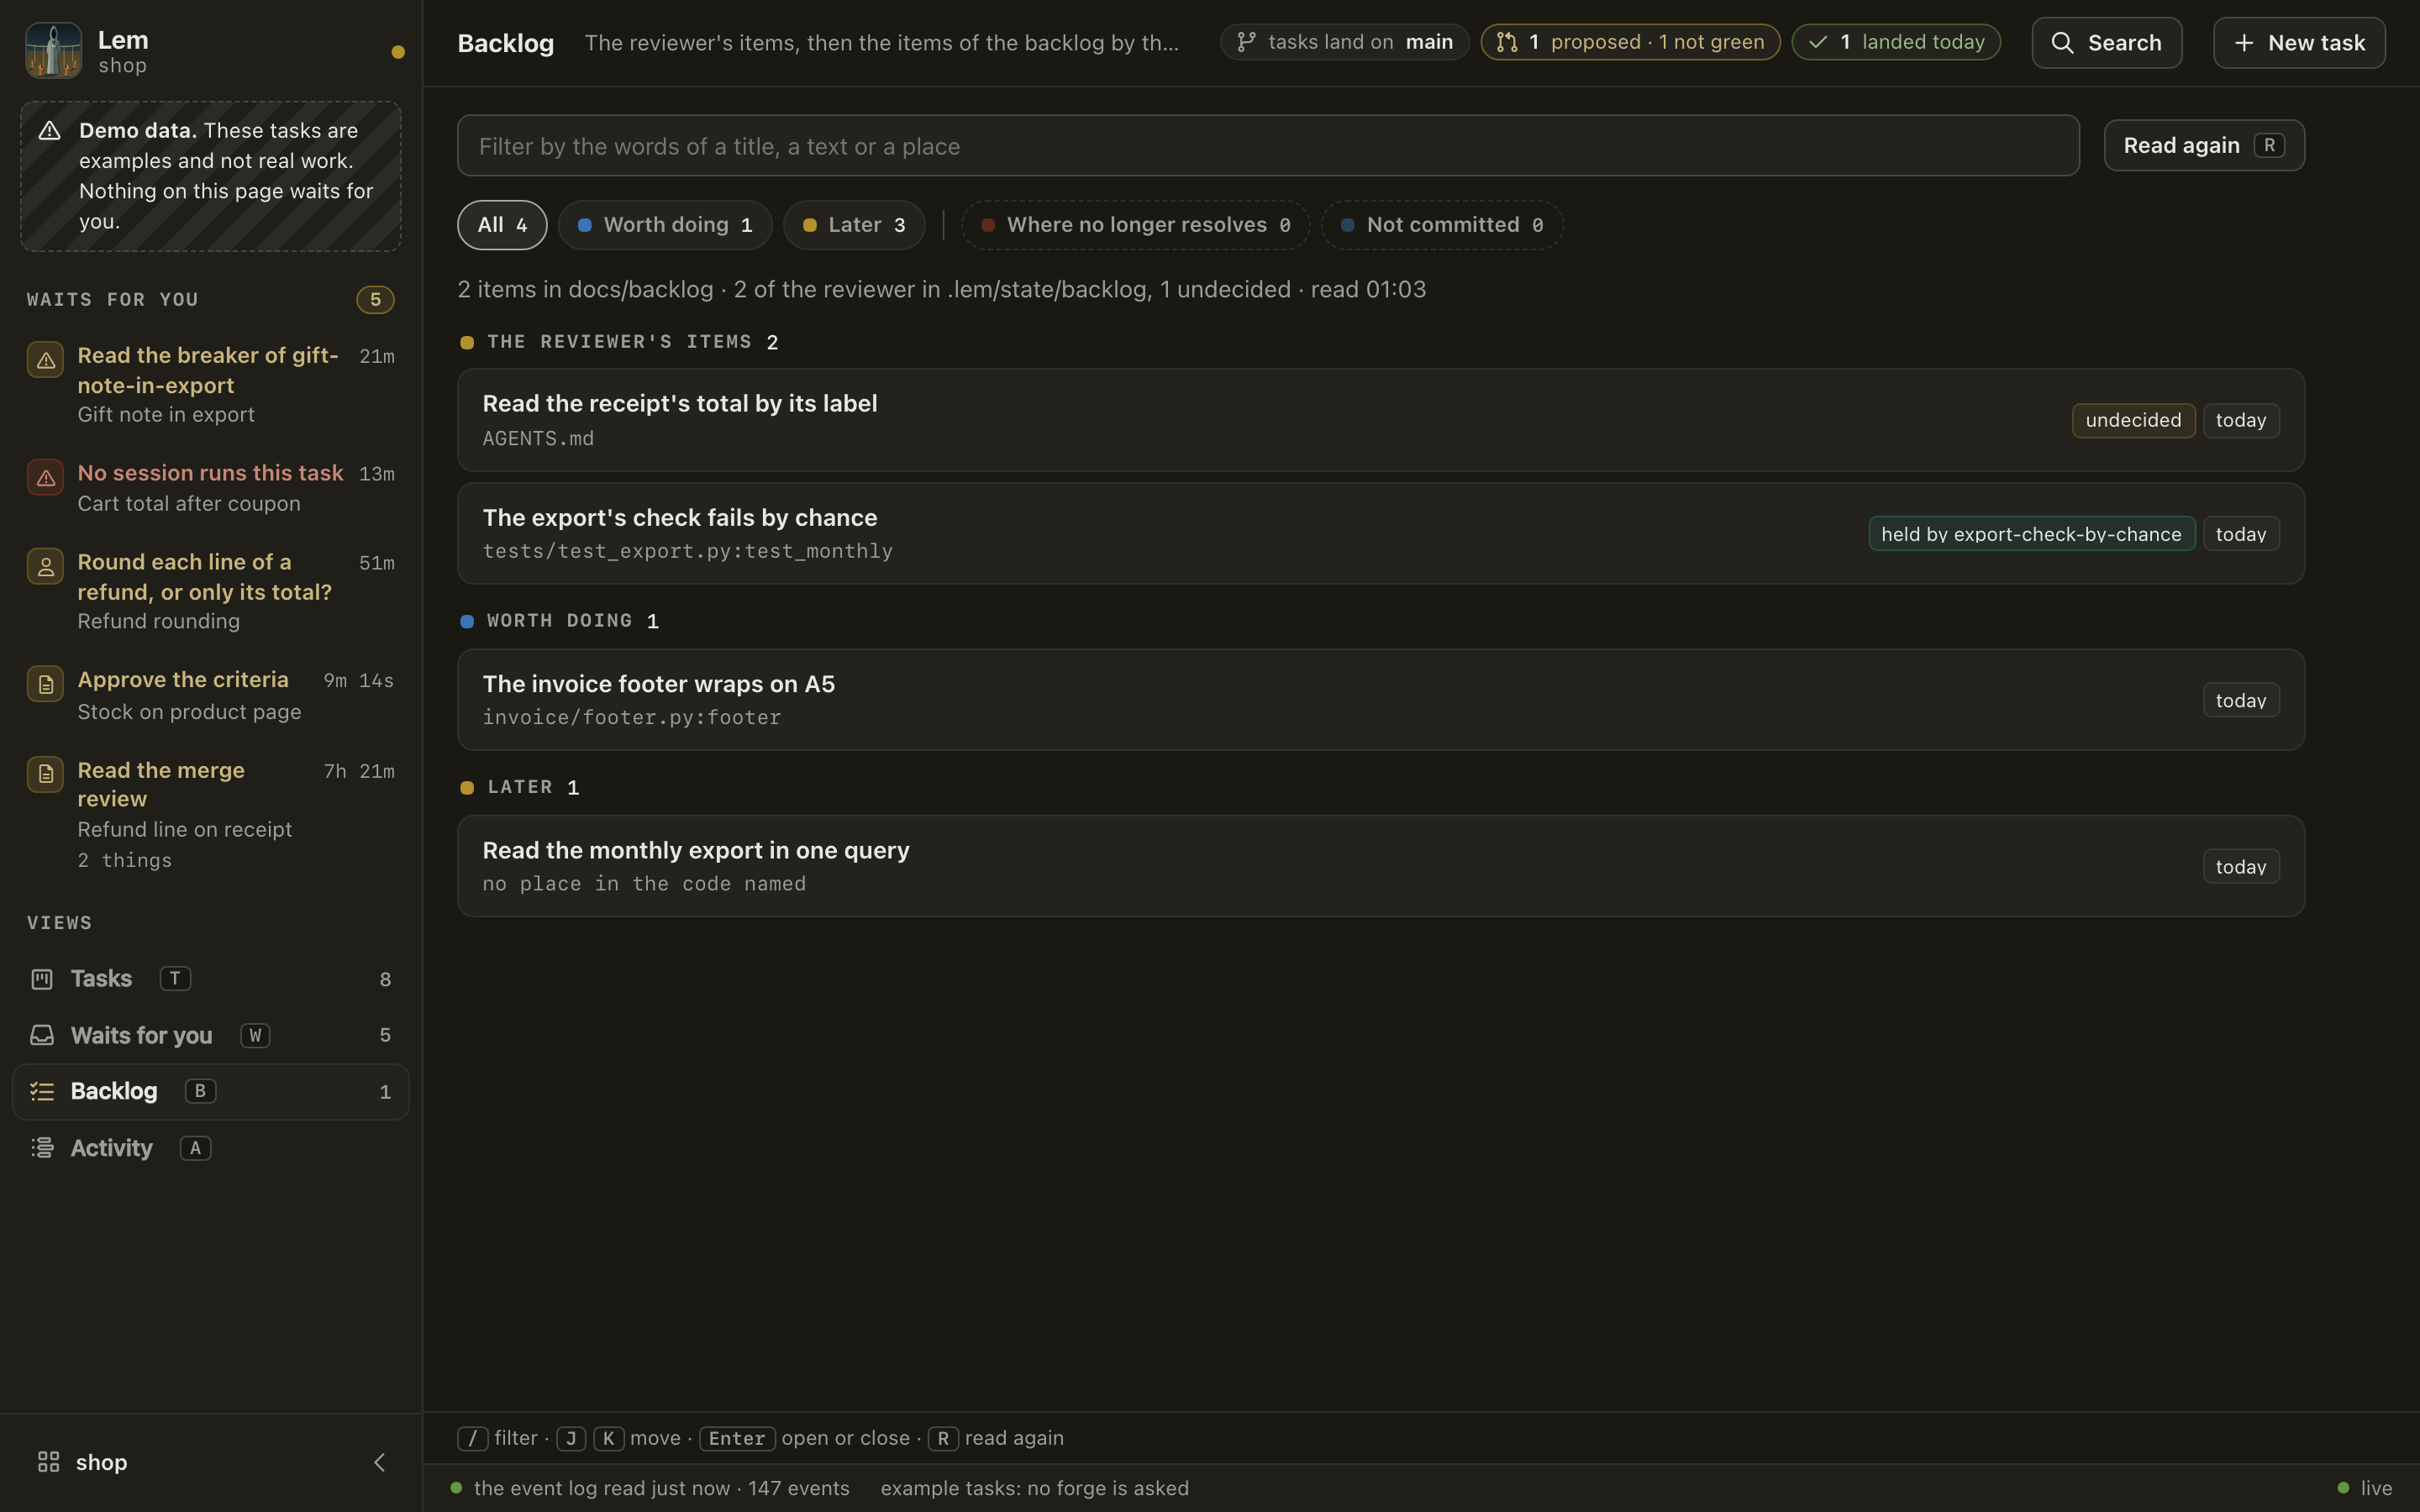 Lem
shop
Demo data. These tasks are
examples and not real work.
Nothing on this page waits for
you.
WAITS FOR YOU 5
Read the breaker of gift- 21m
note-in-export
Gift note in export
No session runs this task 13m
Cart total after coupon
Round each line of a 51m
refund, or only its total?
Refund rounding
Approve the criteria 9m 14s
Stock on product page
Read the merge 7h 21m
review
Refund line on receipt
2 things
VIEWS
Tasks T 8
Waits for you W 5
Backlog B 1
Activity A
shop
Backlog The reviewer's items, then the items of the backlog by th... tasks land on main 1 proposed · 1 not green 1 landed today Search New task
Filter by the words of a title, a text or a place Read again R
All 4 Worth doing 1 Later 3 Where no longer resolves 0 Not committed 0
2 items in docs/backlog · 2 of the reviewer in .lem/state/backlog, 1 undecided · read 01:03
THE REVIEWER'S ITEMS 2
Read the receipt's total by its label
AGENTS.md
undecided today
The export's check fails by chance
tests/test_export.py:test_monthly
held by export-check-by-chance today
WORTH DOING 1
The invoice footer wraps on A5
invoice/footer.py:footer
today
LATER 1
Read the monthly export in one query
no place in the code named
today
/ filter · J K move · Enter open or close · R read again
the event log read just now · 147 events example tasks: no forge is asked live